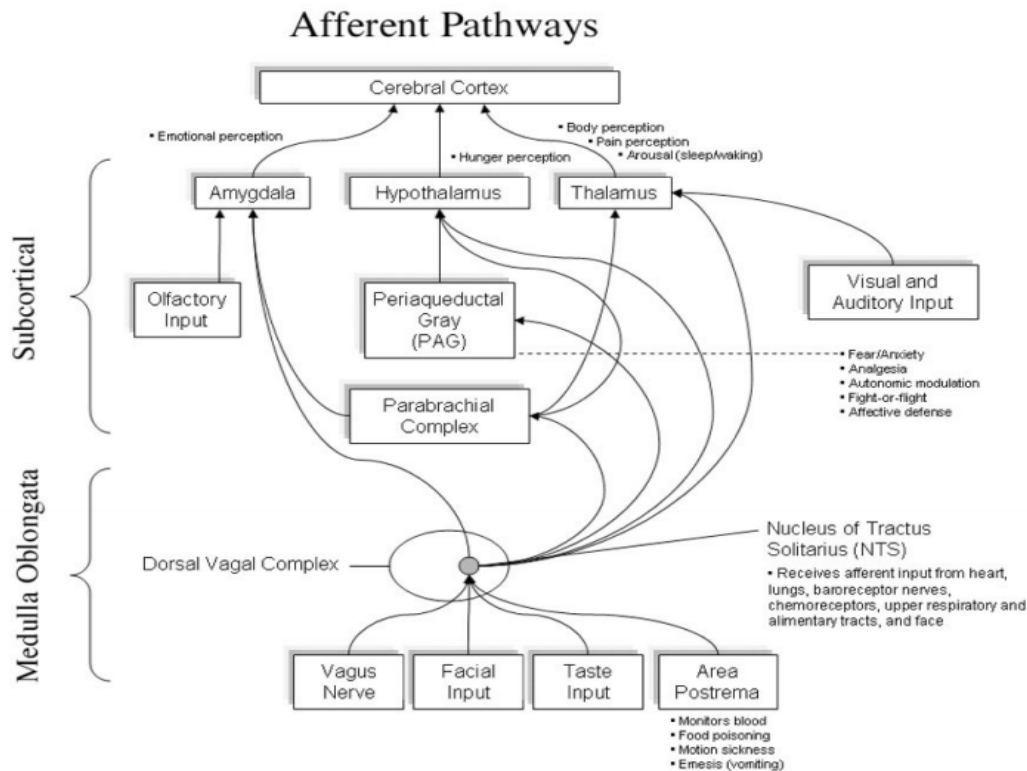 Afferent Pathways
Cerebral Cortex
▪ Emotional perception
▪ Hunger perception
▪ Body perception
▪ Pain perception
▪ Arousal (sleep/waking)
Subcortical
Amygdala
Hypothalamus
Thalamus
Olfactory
Input
Periaqueductal
Gray
(PAG)
Visual and
Auditory Input
▪ Fear/Anxiety
▪ Analgesia
▪ Autonomic modulation
▪ Fight-or-flight
▪ Affective defense
Parabrachial
Complex
Medulla Oblongata
Dorsal Vagal Complex
Nucleus of Tractus
Solitarius (NTS)
▪ Receives afferent input from heart,
lungs, baroreceptor nerves,
chemoreceptors, upper respiratory and
alimentary tracts, and face
Vagus
Nerve
Facial
Input
Taste
Input
Area
Postrema
▪ Monitors blood
▪ Food poisoning
▪ Motion sickness
▪ Emesis (vomiting)